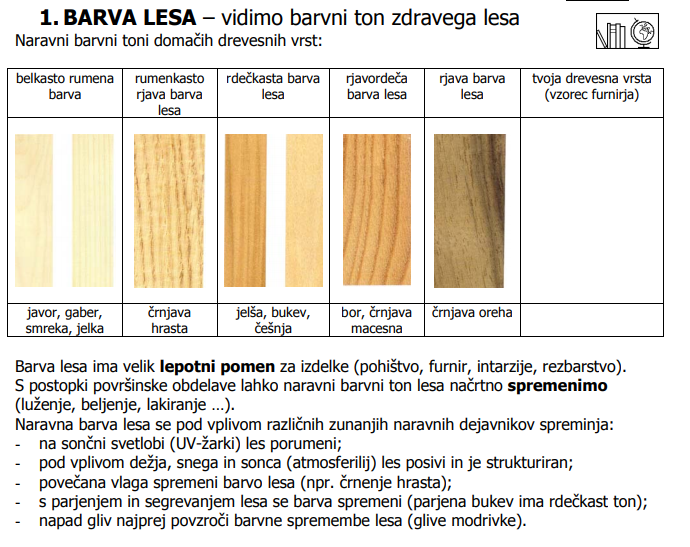 1. BARVA LESA – vidimo barvni ton zdravega lesa
Naravni barvni toni domačih drevesnih vrst:
belkasto rumena barva
rumenkasto rjava barva lesa
rdečkasta barva lesa
rjavordeča barva lesa
rjava barva lesa
tvoja drevesna vrsta (vzorec furnirja)
javor, gaber, smreka, jelka
črnjava hrasta
jelša, bukev, češnja
bor, črnjava macesna
črnjava oreha
Barva lesa ima velik lepotni pomen za izdelke (pohištvo, furnir, intarzije, rezbarstvo).
S postopki površinske obdelave lahko naravni barvni ton lesa načrtno spremenimo
(luženje, beljenje, lakiranje …).
Naravna barva lesa se pod vplivom različnih zunanjih naravnih dejavnikov spreminja:
- na sončni svetlobi (UV-žarki) les porumeni;
- pod vplivom dežja, snega in sonca (atmosferilij) les posivi in je strukturiran;
- povečana vlaga spremeni barvo lesa (npr. črnenje hrasta);
- s parjenjem in segrevanjem lesa se barva spremeni (parjena bukev ima rdečkast ton);
- napad gliv najprej povzroči barvne spremembe lesa (glive modrivke).